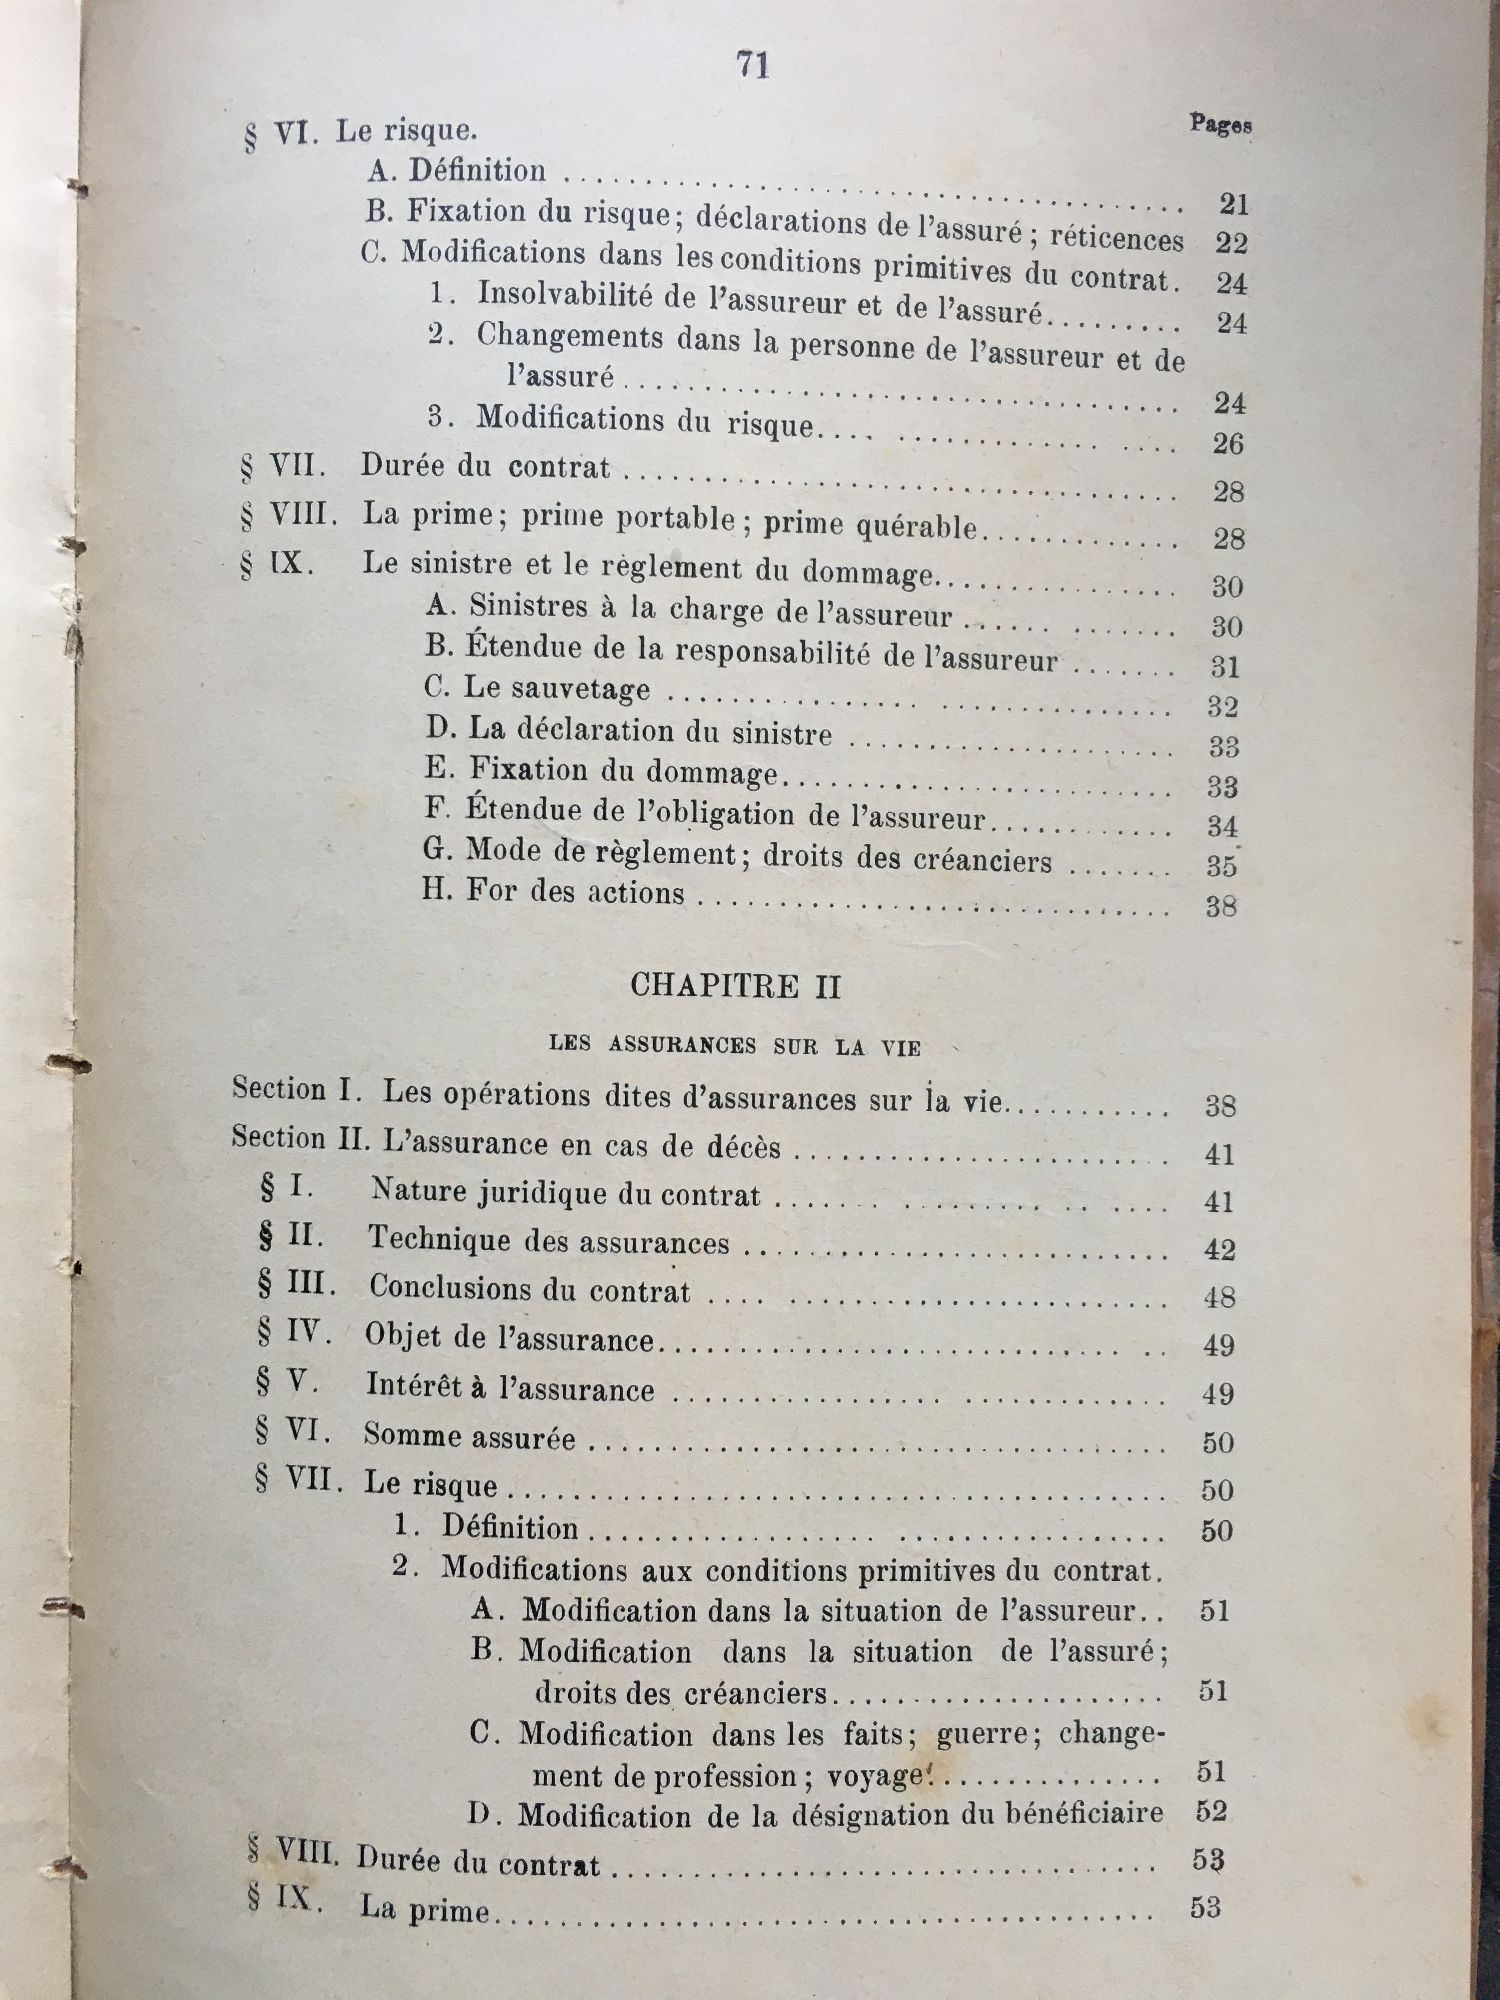 71
Pages
§ VI. Le risque.
A. Définition ........................................ 21
B. Fixation du risque; déclarations de l'assuré; réticences 22
C. Modifications dans les conditions primitives du contrat. 24
1. Insolvabilité de l'assureur et de l'assuré......... 24
2. Changements dans la personne de l'assureur et de
l'assuré .................................. 24
3. Modifications du risque.... ............. .... 26
§ VII. Durée du contrat .................................. 28
§ VIII. La prime; prime portable; prime quérable............. 28
§ IX. Le sinistre et le règlement du dommage............... 30
A. Sinistres à la charge de l'assureur ...... ....... 30
B. Étendue de la responsabilité de l'assureur ....... 31
C. Le sauvetage ................ .............. 32
D. La déclaration du sinistre .................... 33
E. Fixation du dommage........................ 33
F. Étendue de l'obligation de l'assureur............ 34
G. Mode de règlement; droits des créanciers ....... 35
H. For des actions .............................. 38
CHAPITRE II
LES ASSURANCES SUR LA VIE
Section I. Les opérations dites d'assurances sur la vie........... 38
Section II. L'assurance en cas de décès ........................ 41
§ I. Nature juridique du contrat ....... ......... .. .... 41
§ II. Technique des assurances .......................... 42
§ III. Conclusions du contrat .... ....................... 48
§ IV. Objet de l'assurance............................. .. 49
§ V. Intérêt à l'assurance ................. ............. 49
§ VI. Somme assurée ................................... 50
§ VII. Le risque ........................................ 50
1. Définition .................. ................. 50
2. Modifications aux conditions primitives du contrat.
A. Modification dans la situation de l'assureur.. 51
B. Modification dans la situation de l'assuré;
droits des créanciers..................... 51
C. Modification dans les faits; guerre; change-
ment de profession; voyage............... 51
D. Modification de la désignation du bénéficiaire 52
§ VIII. Durée du contrat .................................. 53
§ IX. La prime......................................... 53